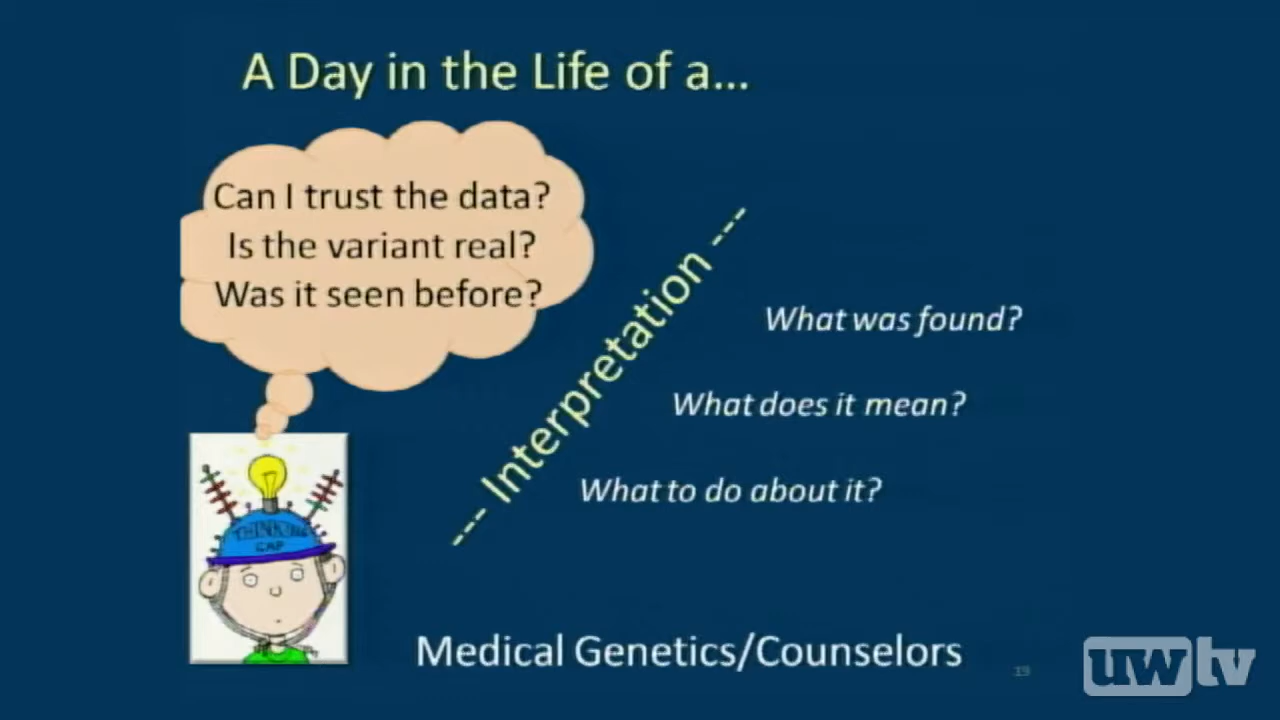 A Day in the Life of a...
Can I trust the data?
Is the variant real?
Was it seen before?
--- Interpretation ---
What was found?
What does it mean?
What to do about it?
THINKING
CAP
Medical Genetics/Counselors
19
uwtv